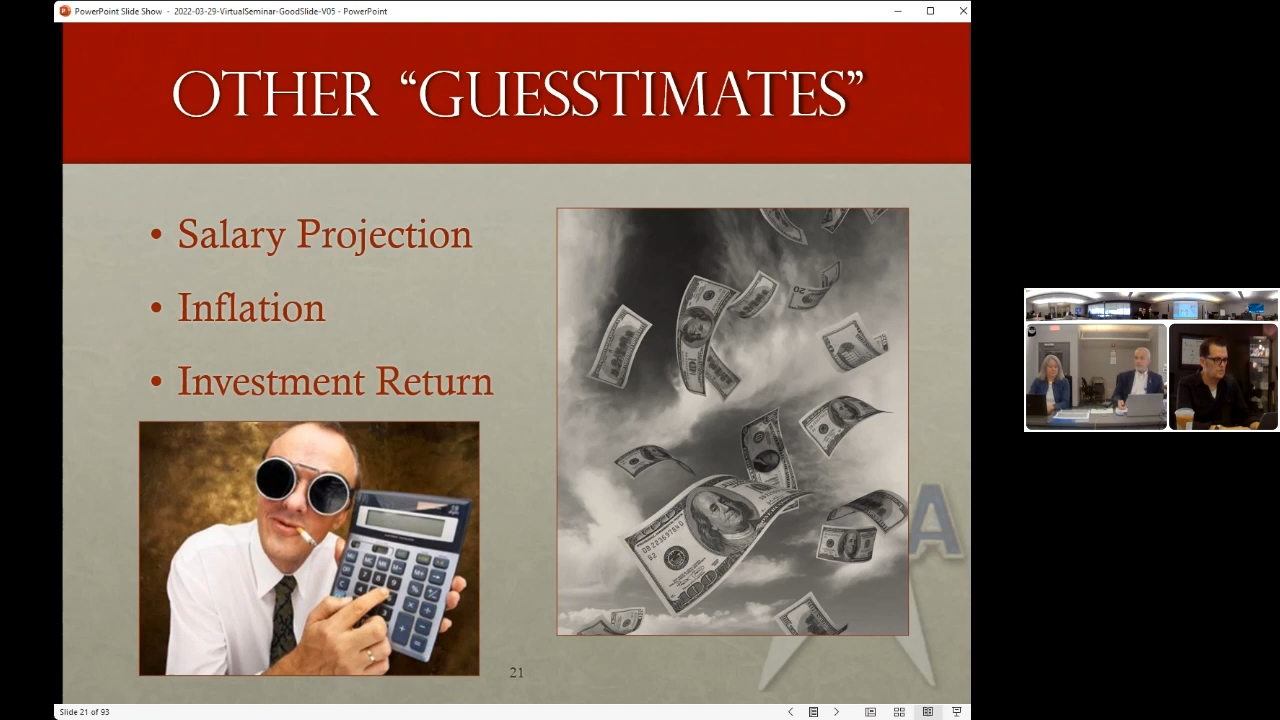 PowerPoint Slide Show - 2022-03-29-VirtualSeminar-GoodSlide-V05 - PowerPoint
OTHER “GUESSTIMATES”
• Salary Projection
• Inflation
• Investment Return
21
A
Slide 21 of 93